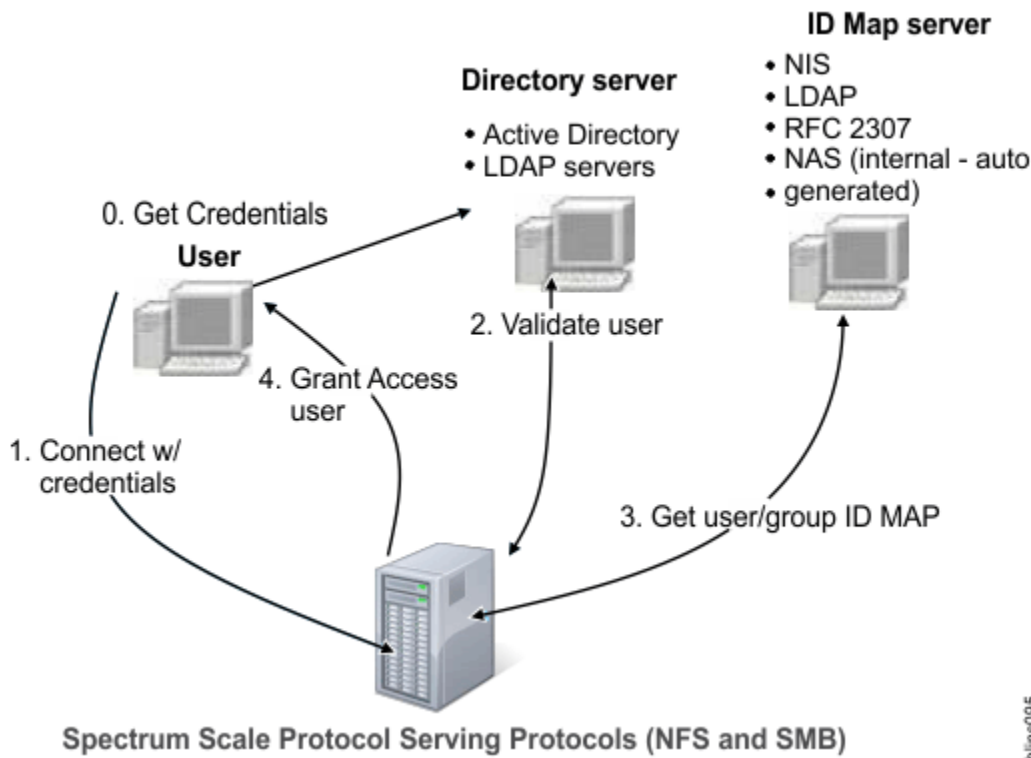 ID Map server
• NIS
• LDAP
• RFC 2307
• NAS (internal - auto
• generated)
Directory server
• Active Directory
• LDAP servers
0. Get Credentials
User
2. Validate user
4. Grant Access
user
1. Connect w/
credentials
3. Get user/group ID MAP
Spectrum Scale Protocol Serving Protocols (NFS and SMB)